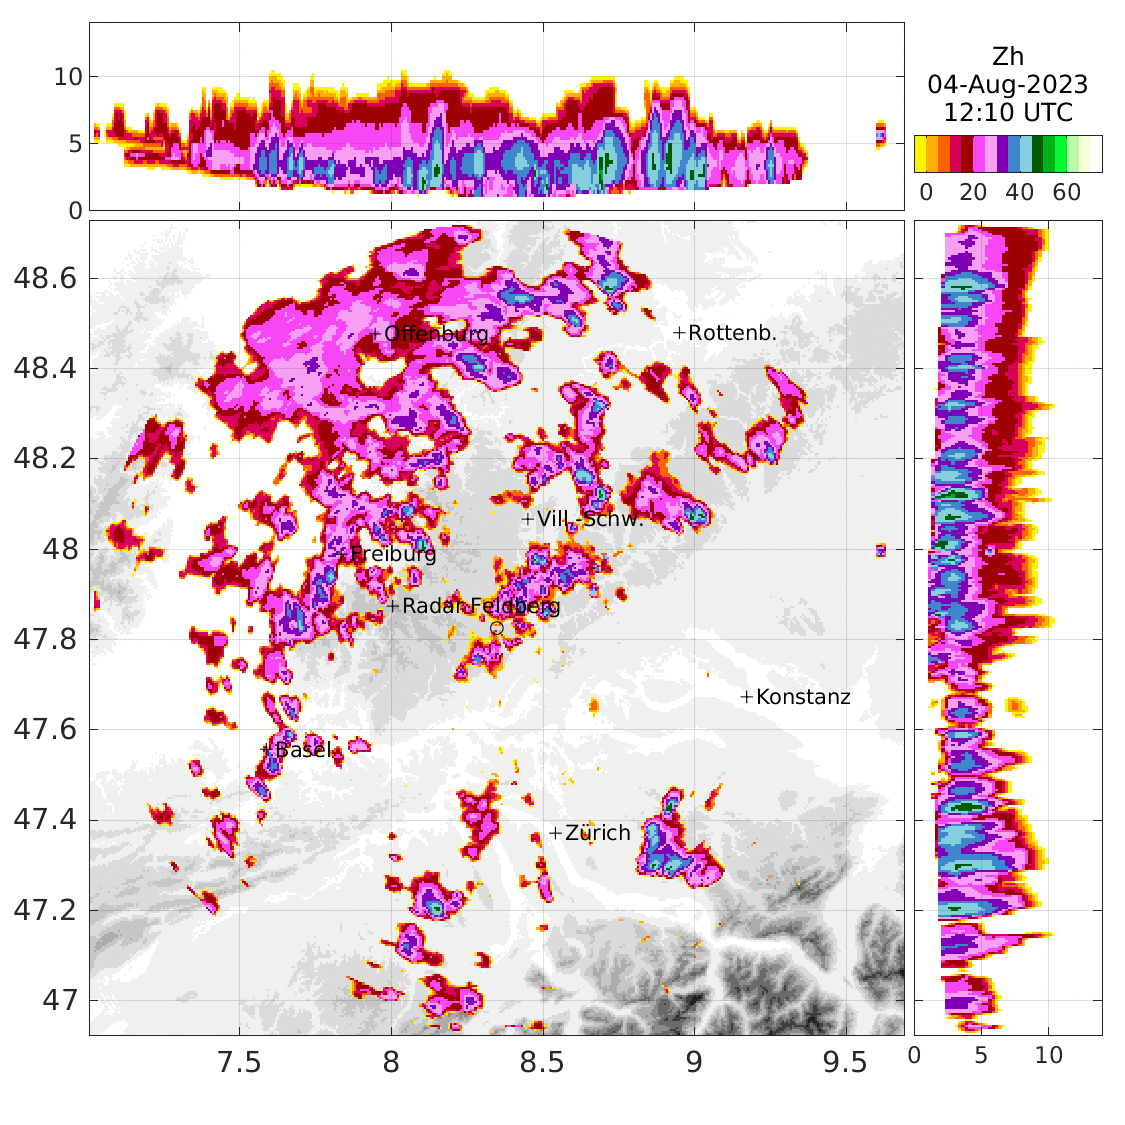 10
5
0
Zh
04-Aug-2023
12:10 UTC
0 20 40 60
48.6
48.4
48.2
48
47.8
47.6
47.4
47.2
47
+Offenburg
+Rottenb.
+Vill.-Schw.
+Freiburg
+Radar Feldberg
+Konstanz
+Basel
+Zürich
7.5 8 8.5 9 9.5
0 5 10